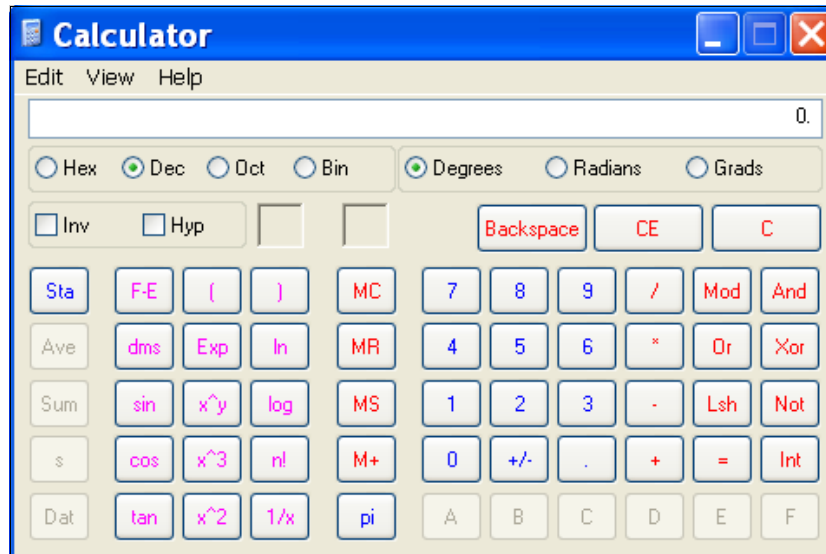 Calculator
Edit View Help
0.
Hex Dec Oct Bin Degrees Radians Grads
Inv Hyp Backspace CE C
Sta F-E ( ) MC 7 8 9 / Mod And
Ave dms Exp ln MR 4 5 6 * Or Xor
Sum sin x^y log MS 1 2 3 - Lsh Not
s cos x^3 n! M+ 0 +/- . + = Int
Dat tan x^2 1/x pi A B C D E F